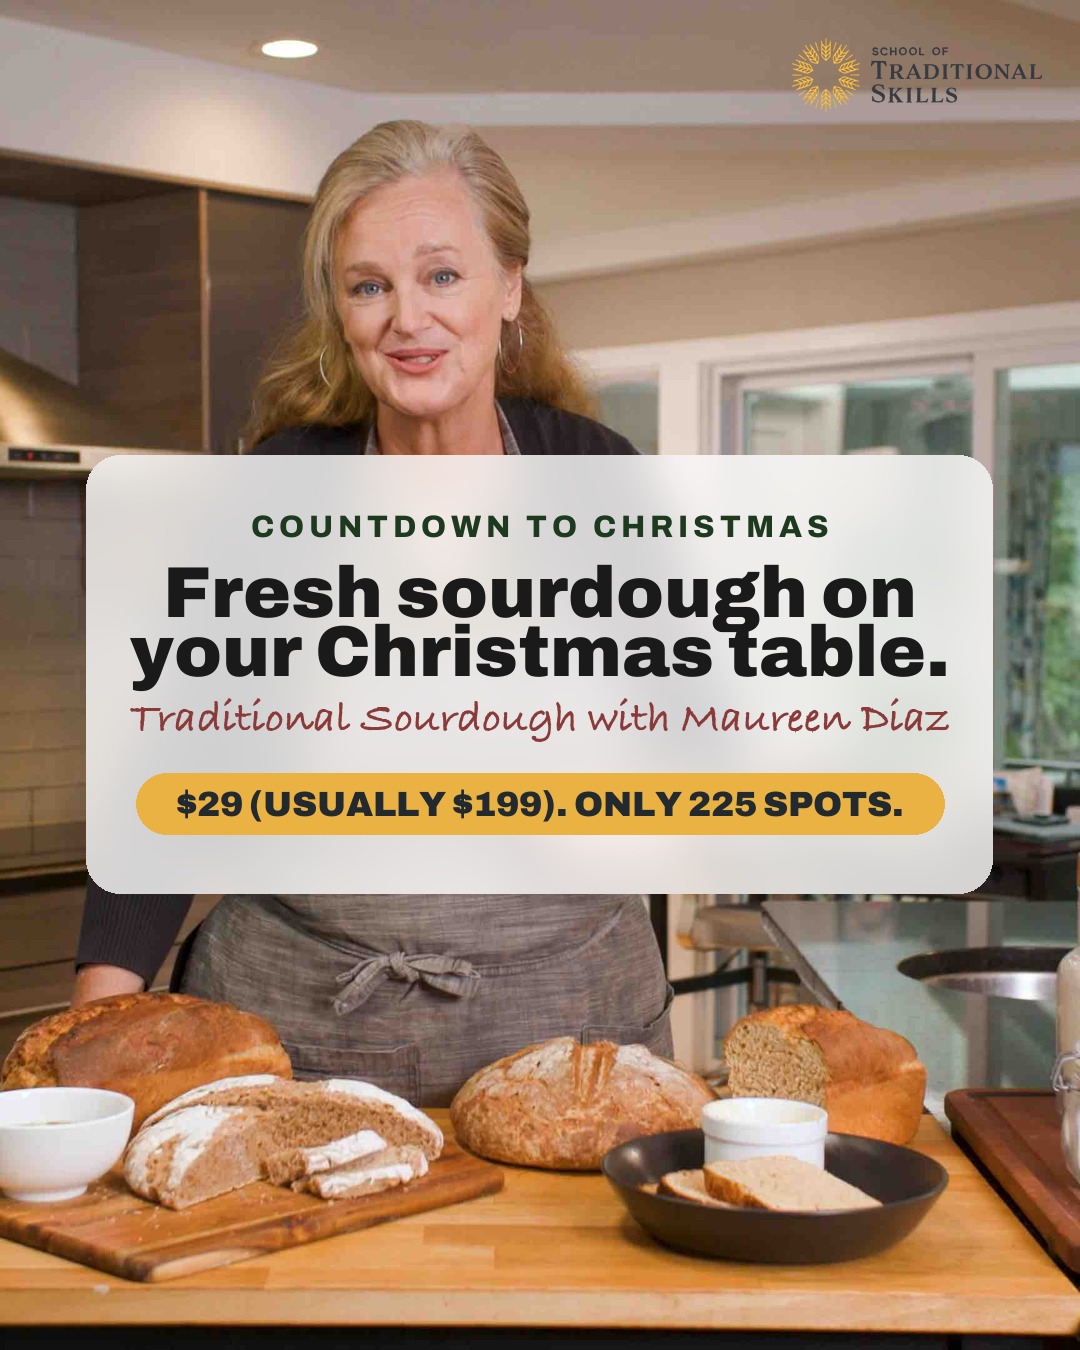 SCHOOL OF
TRADITIONAL
SKILLS
COUNTDOWN TO CHRISTMAS
Fresh sourdough on
your Christmas table.
Traditional Sourdough with Maureen Diaz
$29 (USUALLY $199). ONLY 225 SPOTS.